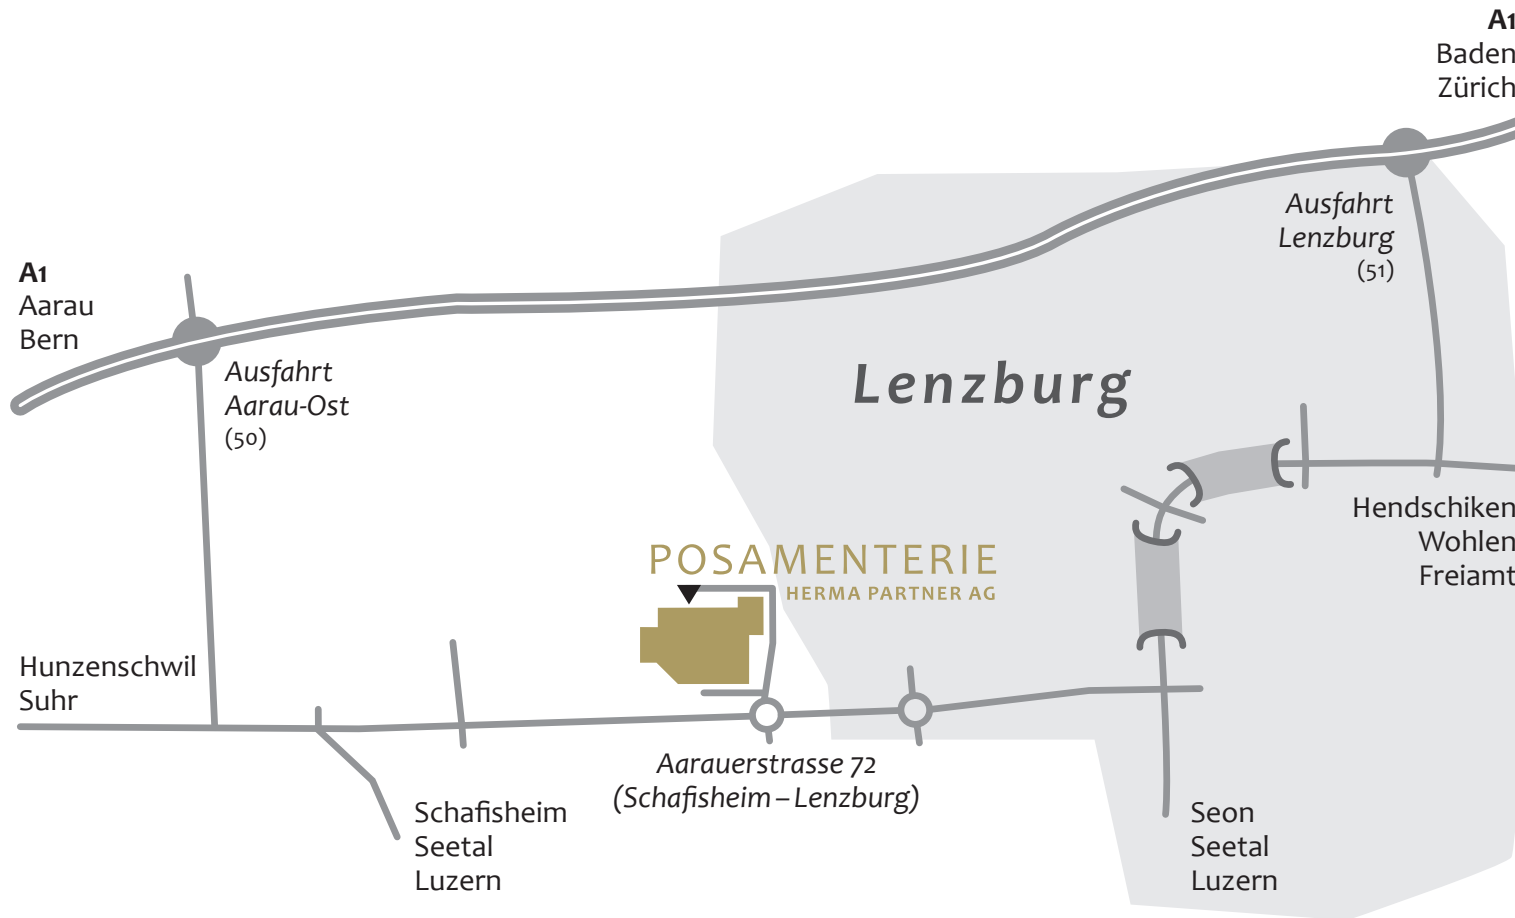 A1
Baden
Zürich
Ausfahrt
Lenzburg
(51)
A1
Aarau
Bern
Ausfahrt
Aarau-Ost
(50)
Lenzburg
Hendschiken
Wohlen
Freiamt
POSAMENTERIE
HERMA PARTNER AG
Hunzenschwil
Suhr
Aarauerstrasse 72
(Schafisheim – Lenzburg)
Schafisheim
Seetal
Luzern
Seon
Seetal
Luzern